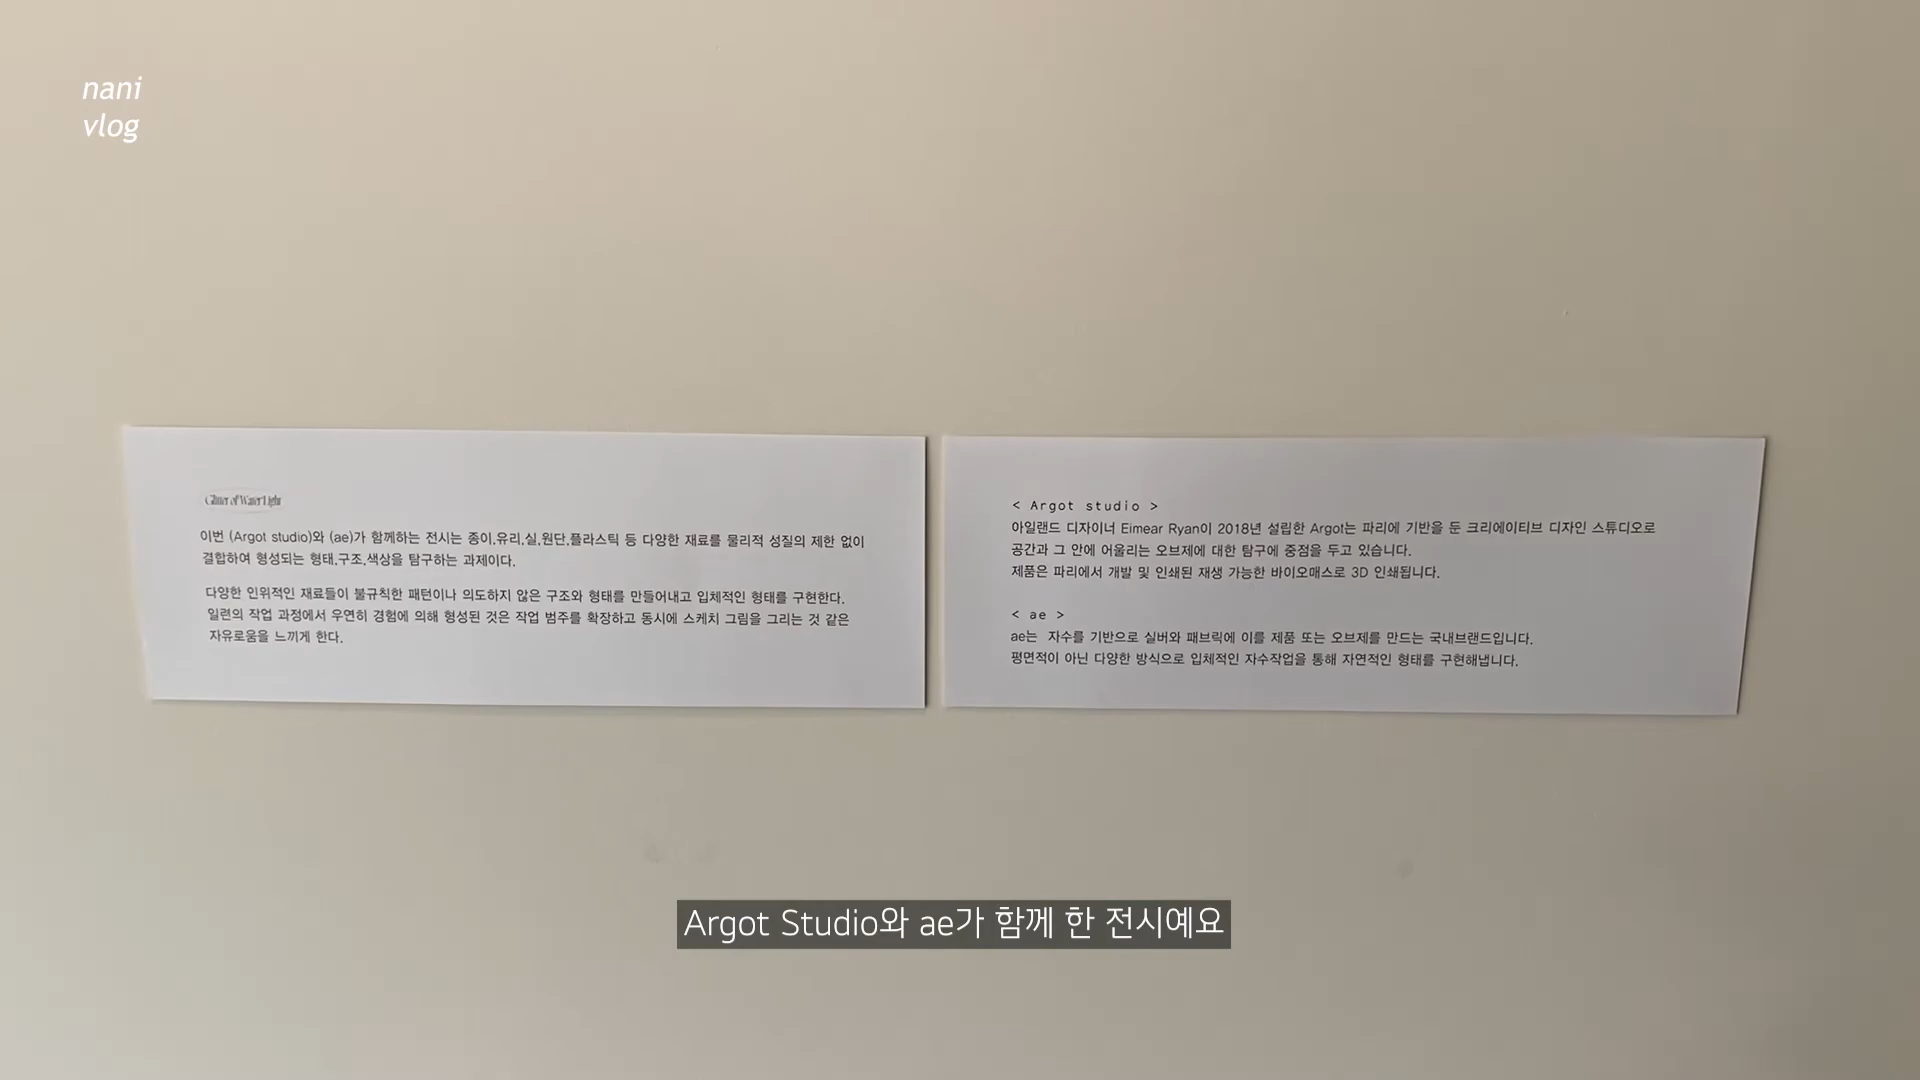 nani
vlog
Glitter of Water Light
이번 (Argot studio)와 (ae)가 함께하는 전시는 종이,유리,실,원단,플라스틱 등 다양한 재료를 물리적 성질의 제한 없이
결합하여 형성되는 형태,구조,색상을 탐구하는 과제이다.
다양한 인위적인 재료들이 불규칙한 패턴이나 의도하지 않은 구조와 형태를 만들어내고 입체적인 형태를 구현한다.
일련의 작업 과정에서 우연히 경험에 의해 형성된 것은 작업 범주를 확장하고 동시에 스케치 그림을 그리는 것 같은
자유로움을 느끼게 한다.
< Argot studio >
아일랜드 디자이너 Eimear Ryan이 2018년 설립한 Argot는 파리에 기반을 둔 크리에이티브 디자인 스튜디오로
공간과 그 안에 어울리는 오브제에 대한 탐구에 중점을 두고 있습니다.
제품은 파리에서 개발 및 인쇄된 재생 가능한 바이오매스로 3D 인쇄됩니다.
< ae >
ae는 자수를 기반으로 실버와 패브릭에 이를 제품 또는 오브제를 만드는 국내브랜드입니다.
평면적이 아닌 다양한 방식으로 입체적인 자수작업을 통해 자연적인 형태를 구현해냅니다.
Argot Studio와 ae가 함께 한 전시예요